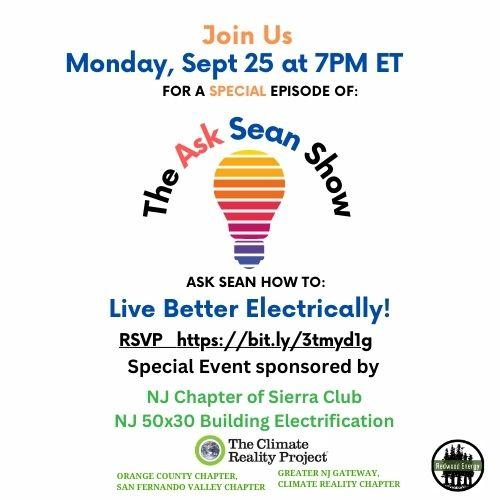 Join Us
Monday, Sept 25 at 7PM ET
FOR A SPECIAL EPISODE OF:
The Ask Sean Show
ASK SEAN HOW TO:
Live Better Electrically!
RSVP https://bit.ly/3tmyd1g
Special Event sponsored by
NJ Chapter of Sierra Club
NJ 50x30 Building Electrification
The Climate
Reality Project
ORANGE COUNTY CHAPTER,
SAN FERNANDO VALLEY CHAPTER
GREATER NJ GATEWAY,
CLIMATE REALITY CHAPTER
Redwood Energy